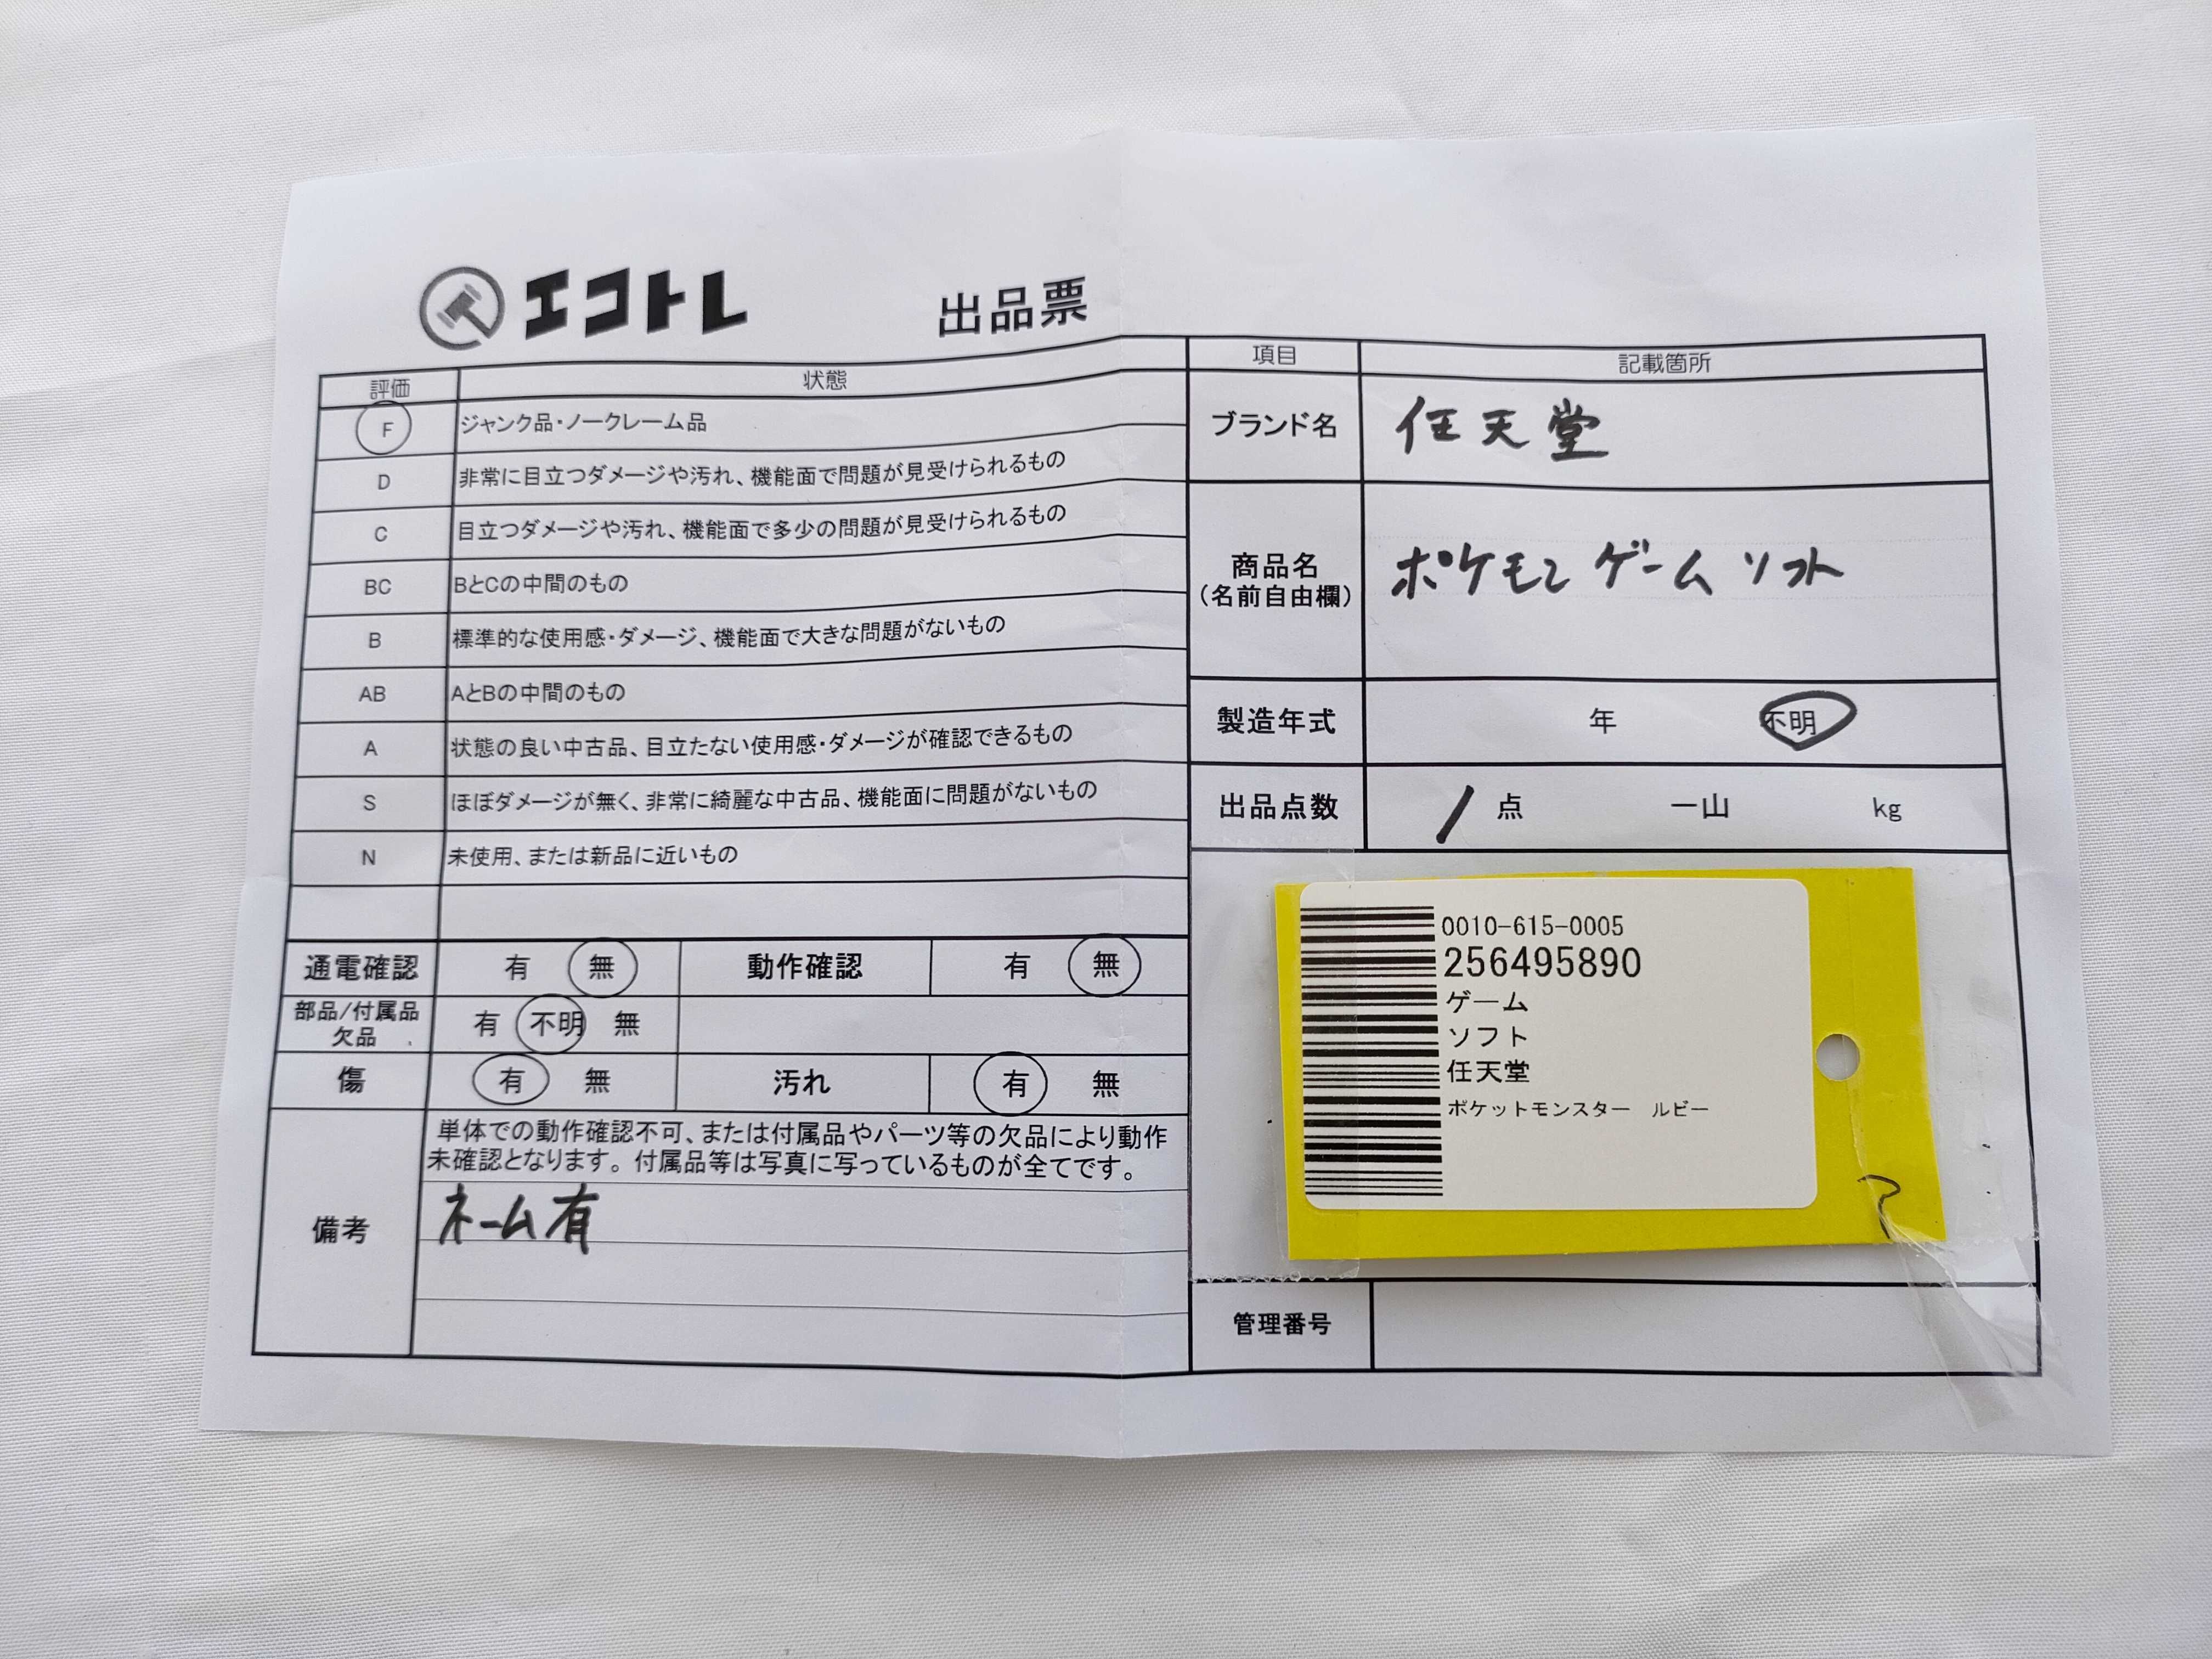 エコトレ
出品票
評価 状態
F ジャンク品・ノークレーム品
D 非常に目立つダメージや汚れ、機能面で問題が見受けられるもの
C 目立つダメージや汚れ、機能面で多少の問題が見受けられるもの
BC BとCの中間のもの
B 標準的な使用感・ダメージ、機能面で大きな問題がないもの
AB AとBの中間のもの
A 状態の良い中古品、目立たない使用感・ダメージが確認できるもの
S ほぼダメージが無く、非常に綺麗な中古品、機能面に問題がないもの
N 未使用、または新品に近いもの
通電確認 有 無 動作確認 有 無
部品/付属品
欠品 有 不明 無
傷 有 無 汚れ 有 無
備考
単体での動作確認不可、または付属品やパーツ等の欠品により動作
未確認となります。付属品等は写真に写っているものが全てです。
ネーム有
項目 記載箇所
ブランド名 任天堂
商品名
(名前自由欄)
ポケモンゲームソフト
製造年式 年 不明
出品点数 1 点 一山 kg
0010-615-0005
256495890
ゲーム
ソフト
任天堂
ポケットモンスター ルビー
管理番号